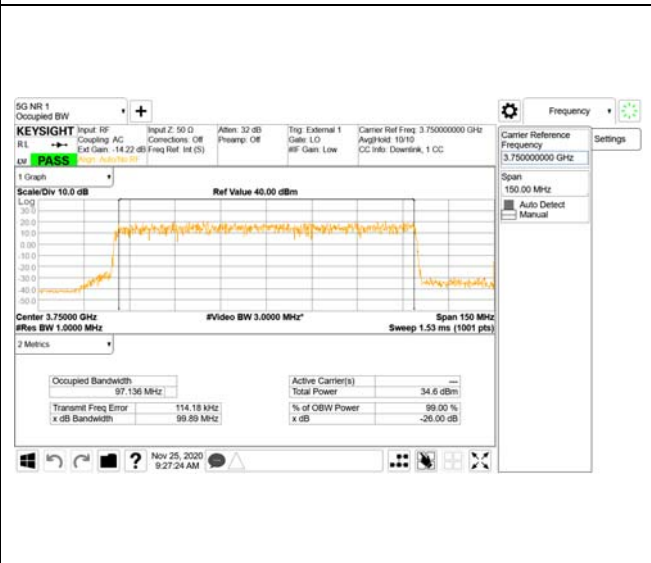 5G NR 1
Occupied BW
Frequency
KEYSIGHT
Input: RF
Input Z: 50 Ω
Atten: 32 dB
Trig: External 1
Carrier Ref Freq: 3.750000000 GHz
RL
Coupling: AC
Corrections: Off
Preamp: Off
Gate: LO
Avg|Hold: 10/10
Ext Gain: -14.22 dB
Freq Ref: Int (S)
#IF Gain: Low
CC Info: Downlink, 1 CC
PASS
Align: Auto/No RF
Carrier Reference
Frequency
3.750000000 GHz
Settings
Span
150.00 MHz
Auto Detect
Manual
1 Graph
Scale/Div 10.0 dB
Ref Value 40.00 dBm
Log
30.0
20.0
10.0
0.00
-10.0
-20.0
-30.0
-40.0
-50.0
Center 3.75000 GHz
#Video BW 3.0000 MHz*
Span 150 MHz
#Res BW 1.0000 MHz
Sweep 1.53 ms (1001 pts)
2 Metrics
Occupied Bandwidth
97.136 MHz
Active Carrier(s)
---
Total Power
34.6 dBm
Transmit Freq Error
114.18 kHz
% of OBW Power
99.00 %
x dB Bandwidth
99.89 MHz
x dB
-26.00 dB
?
Nov 25, 2020
9:27:24 AM